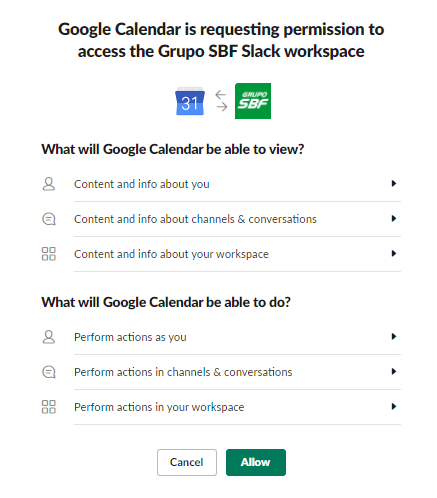 Google Calendar is requesting permission to
access the Grupo SBF Slack workspace
31
GRUPO
SBF
What will Google Calendar be able to view?
Content and info about you
Content and info about channels & conversations
Content and info about your workspace
What will Google Calendar be able to do?
Perform actions as you
Perform actions in channels & conversations
Perform actions in your workspace
Cancel
Allow